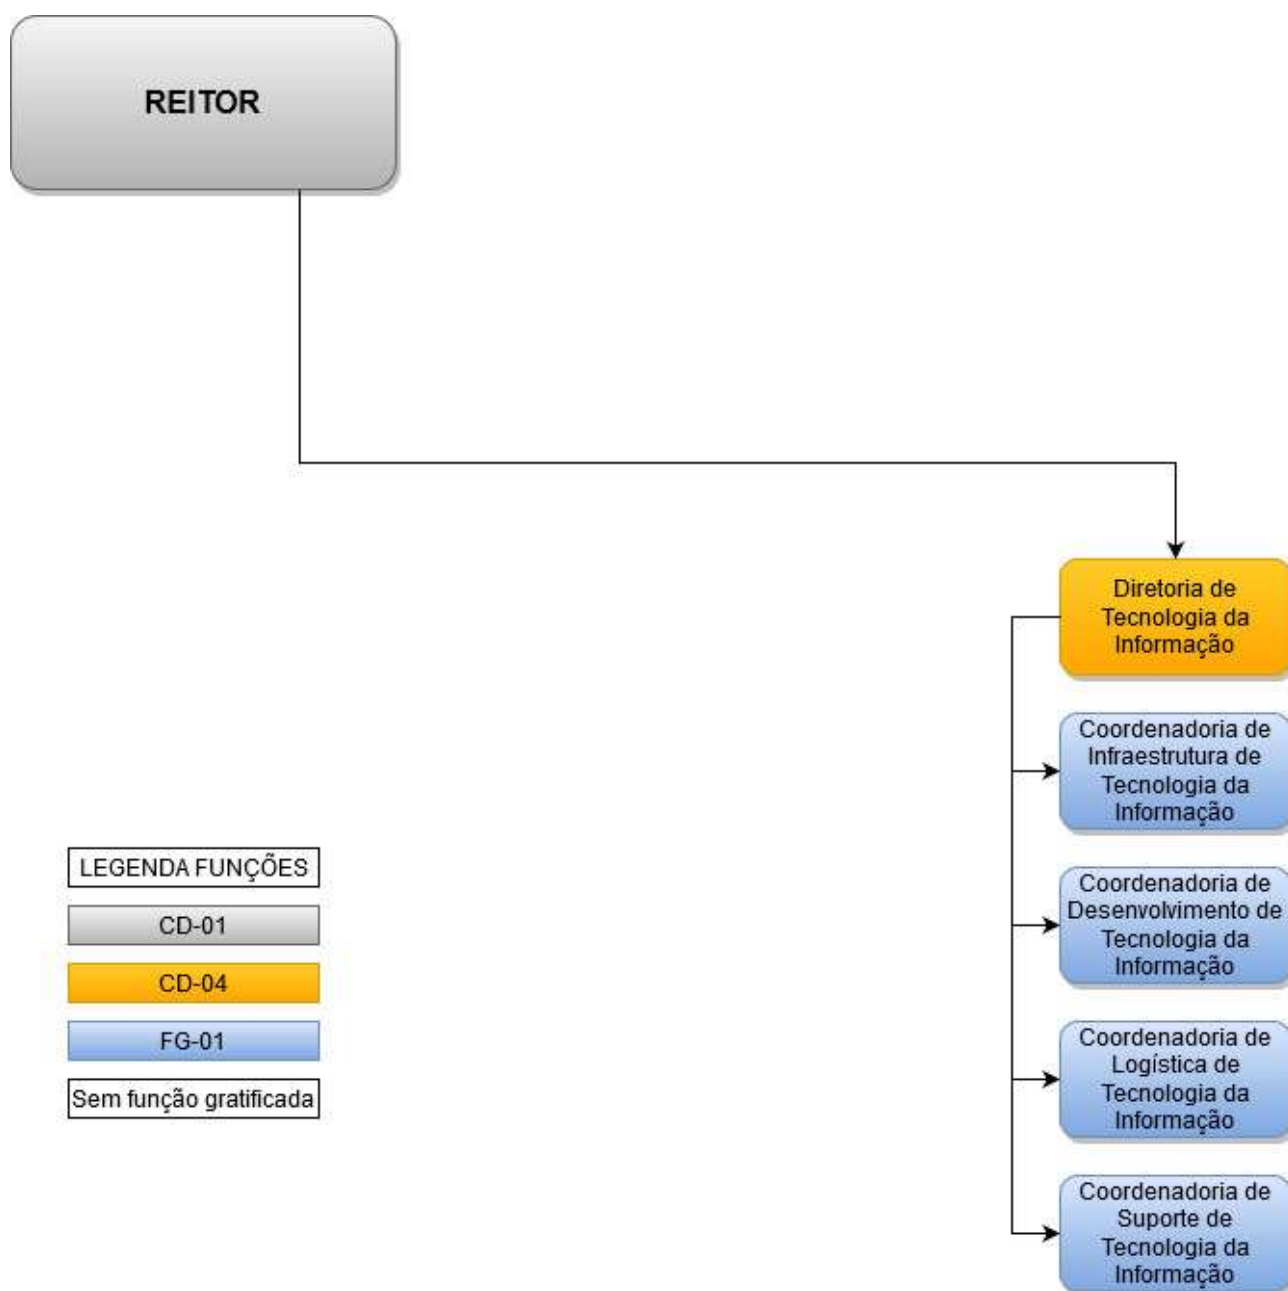 REITOR
Diretoria de
Tecnologia da
Informação
Coordenadoria de
Infraestrutura de
Tecnologia da
Informação
Coordenadoria de
Desenvolvimento de
Tecnologia da
Informação
Coordenadoria de
Logística de
Tecnologia da
Informação
Coordenadoria de
Suporte de
Tecnologia da
Informação
LEGENDA FUNÇÕES
CD-01
CD-04
FG-01
Sem função gratificada